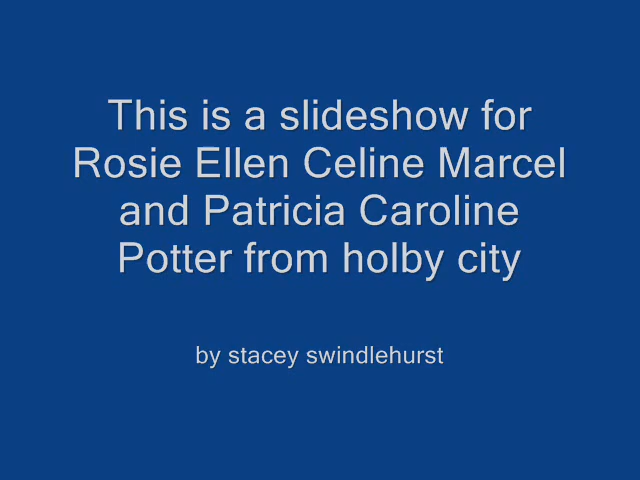 This is a slideshow for
Rosie Ellen Celine Marcel
and Patricia Caroline
Potter from holby city
by stacey swindlehurst